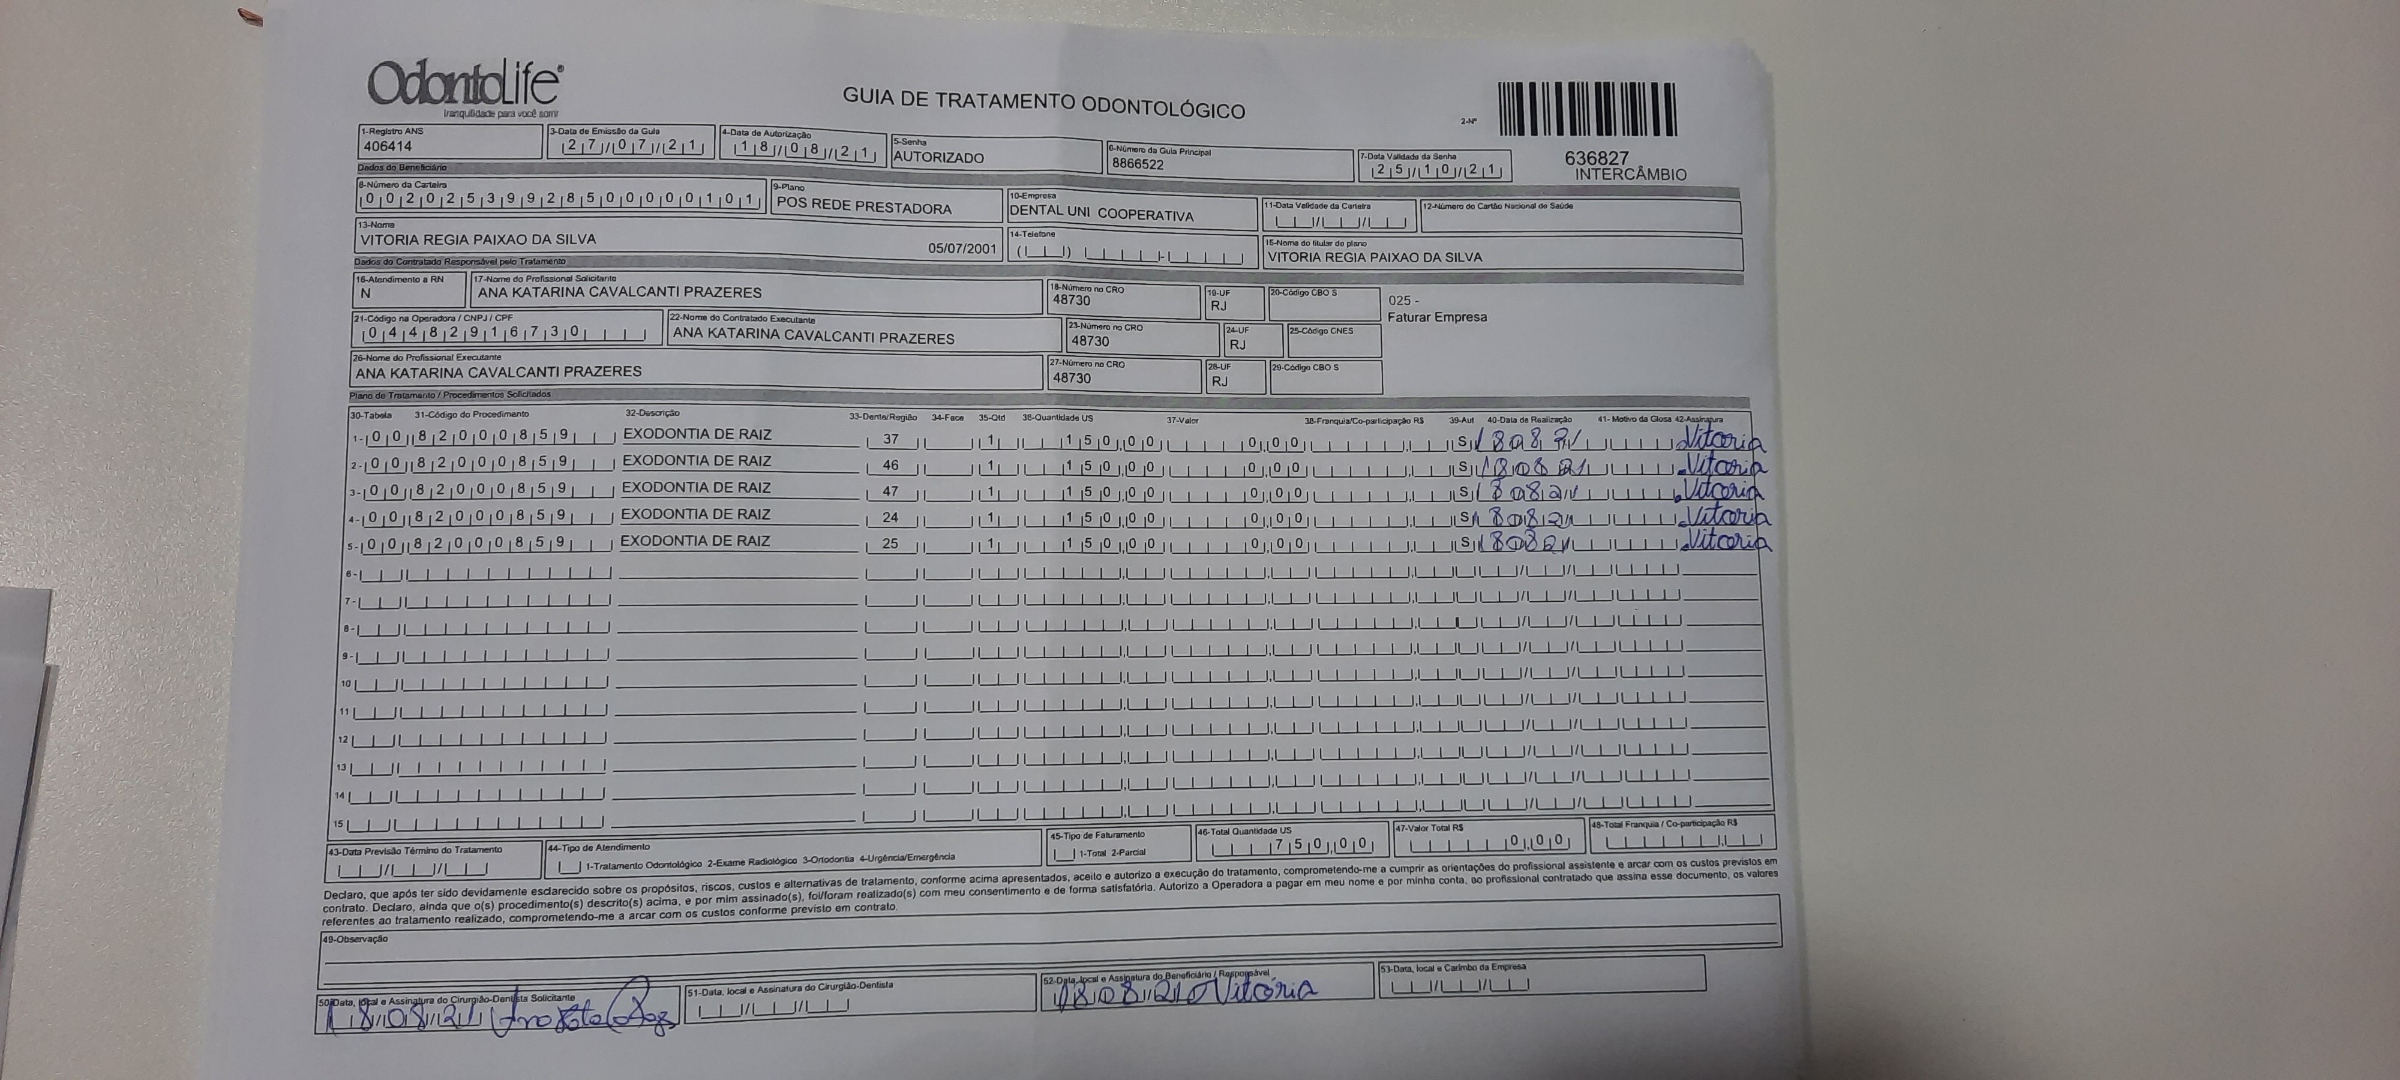 OdontoLife®
tranquilidade para você sorrir
GUIA DE TRATAMENTO ODONTOLÓGICO
2-Nº
636827
INTERCÂMBIO
1-Registro ANS
406414
3-Data de Emissão da Guia
27/07/21
4-Data de Autorização
18/08/21
5-Senha
AUTORIZADO
6-Número da Guia Principal
8866522
7-Data Validade da Senha
25/10/21
Dados do Beneficiário
8-Número da Carteira
00202539928500000101
9-Plano
POS REDE PRESTADORA
10-Empresa
DENTAL UNI COOPERATIVA
11-Data Validade da Carteira
12-Número do Cartão Nacional de Saúde
13-Nome
VITORIA REGIA PAIXAO DA SILVA 05/07/2001
14-Telefone
15-Nome do titular do plano
VITORIA REGIA PAIXAO DA SILVA
Dados do Contratado Responsável pelo Tratamento
16-Atendimento a RN
N
17-Nome do Profissional Solicitante
ANA KATARINA CAVALCANTI PRAZERES
18-Número no CRO
48730
19-UF
RJ
20-Código CBO S
025 -
Faturar Empresa
21-Código na Operadora / CNPJ / CPF
04482916730
22-Nome do Contratado Executante
ANA KATARINA CAVALCANTI PRAZERES
23-Número no CRO
48730
24-UF
RJ
25-Código CNES
26-Nome do Profissional Executante
ANA KATARINA CAVALCANTI PRAZERES
27-Número no CRO
48730
28-UF
RJ
29-Código CBO S
Plano de Tratamento / Procedimentos Solicitados
30-Tabela 31-Código do Procedimento 32-Descrição 33-Dente/Região 34-Face 35-Qtd 36-Quantidade US 37-Valor 38-Franquia/Co-participação R$ 39-Aut 40-Data de Realização 41- Motivo da Glosa 42-Assinatura
1- 00 82000859 EXODONTIA DE RAIZ 37 1 150,00 0,00 S 18 08 21 Vitoria
2- 00 82000859 EXODONTIA DE RAIZ 46 1 150,00 0,00 S 18 08 21 Vitoria
3- 00 82000859 EXODONTIA DE RAIZ 47 1 150,00 0,00 S 18 08 21 Vitoria
4- 00 82000859 EXODONTIA DE RAIZ 24 1 150,00 0,00 S 18 08 21 Vitoria
5- 00 82000859 EXODONTIA DE RAIZ 25 1 150,00 0,00 S 18 08 21 Vitoria
6-
7-
8-
9-
10
11
12
13
14
15
43-Data Previsão Término do Tratamento
44-Tipo de Atendimento
1-Tratamento Odontológico 2-Exame Radiológico 3-Ortodontia 4-Urgência/Emergência
45-Tipo de Faturamento
1-Total 2-Parcial
46-Total Quantidade US
750,00
47-Valor Total R$
0,00
48-Total Franquia / Co-participação R$
Declaro, que após ter sido devidamente esclarecido sobre os propósitos, riscos, custos e alternativas de tratamento, conforme acima apresentados, aceito e autorizo a execução do tratamento, comprometendo-me a cumprir as orientações do profissional assistente e arcar com os custos previstos em
contrato. Declaro, ainda que o(s) procedimento(s) descrito(s) acima, e por mim assinado(s), foi/foram realizado(s) com meu consentimento e de forma satisfatória. Autorizo a Operadora a pagar em meu nome e por minha conta, ao profissional contratado que assina esse documento, os valores
referentes ao tratamento realizado, comprometendo-me a arcar com os custos conforme previsto em contrato.
49-Observação
50-Data, local e Assinatura do Cirurgião-Dentista Solicitante
18/08/21
51-Data, local e Assinatura do Cirurgião-Dentista
52-Data, local e Assinatura do Beneficiário / Responsável
18/08/21 Vitória
53-Data, local e Carimbo da Empresa